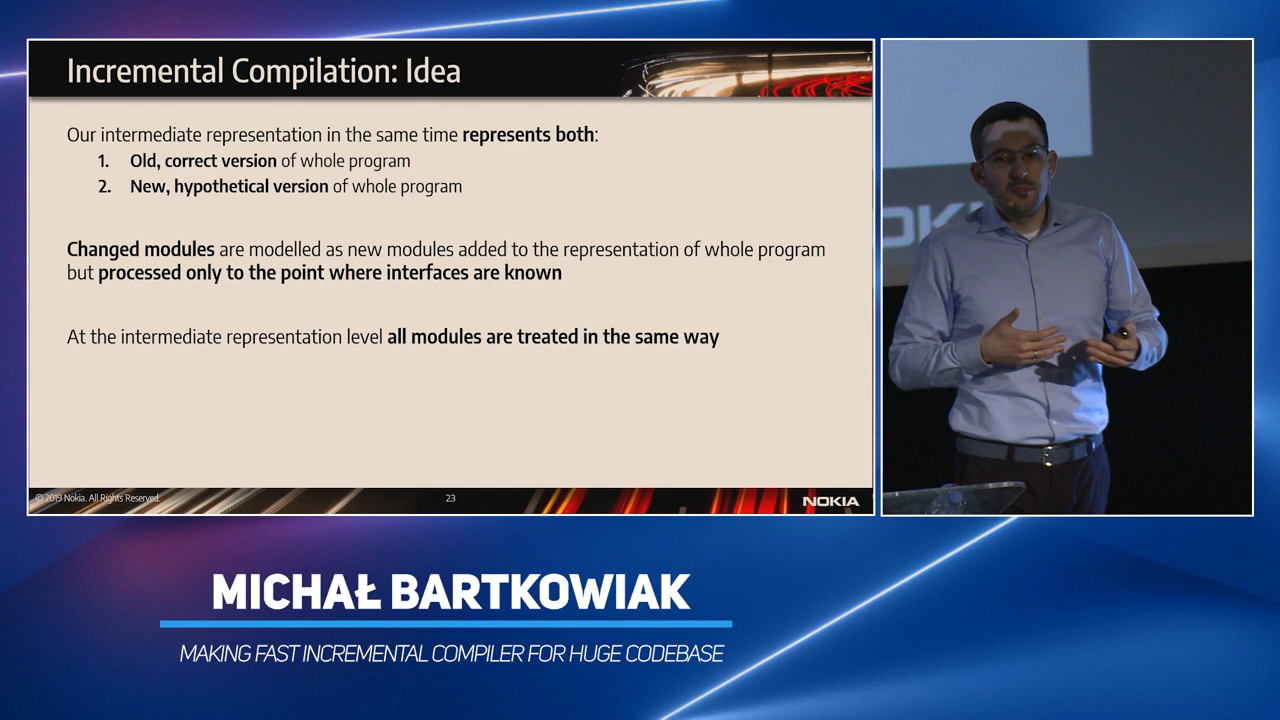 Incremental Compilation: Idea
Our intermediate representation in the same time represents both:
1. Old, correct version of whole program
2. New, hypothetical version of whole program
Changed modules are modelled as new modules added to the representation of whole program
but processed only to the point where interfaces are known
At the intermediate representation level all modules are treated in the same way
© 2019 Nokia. All Rights Reserved.
23
NOKIA
MICHAŁ BARTKOWIAK
MAKING FAST INCREMENTAL COMPILER FOR HUGE CODEBASE